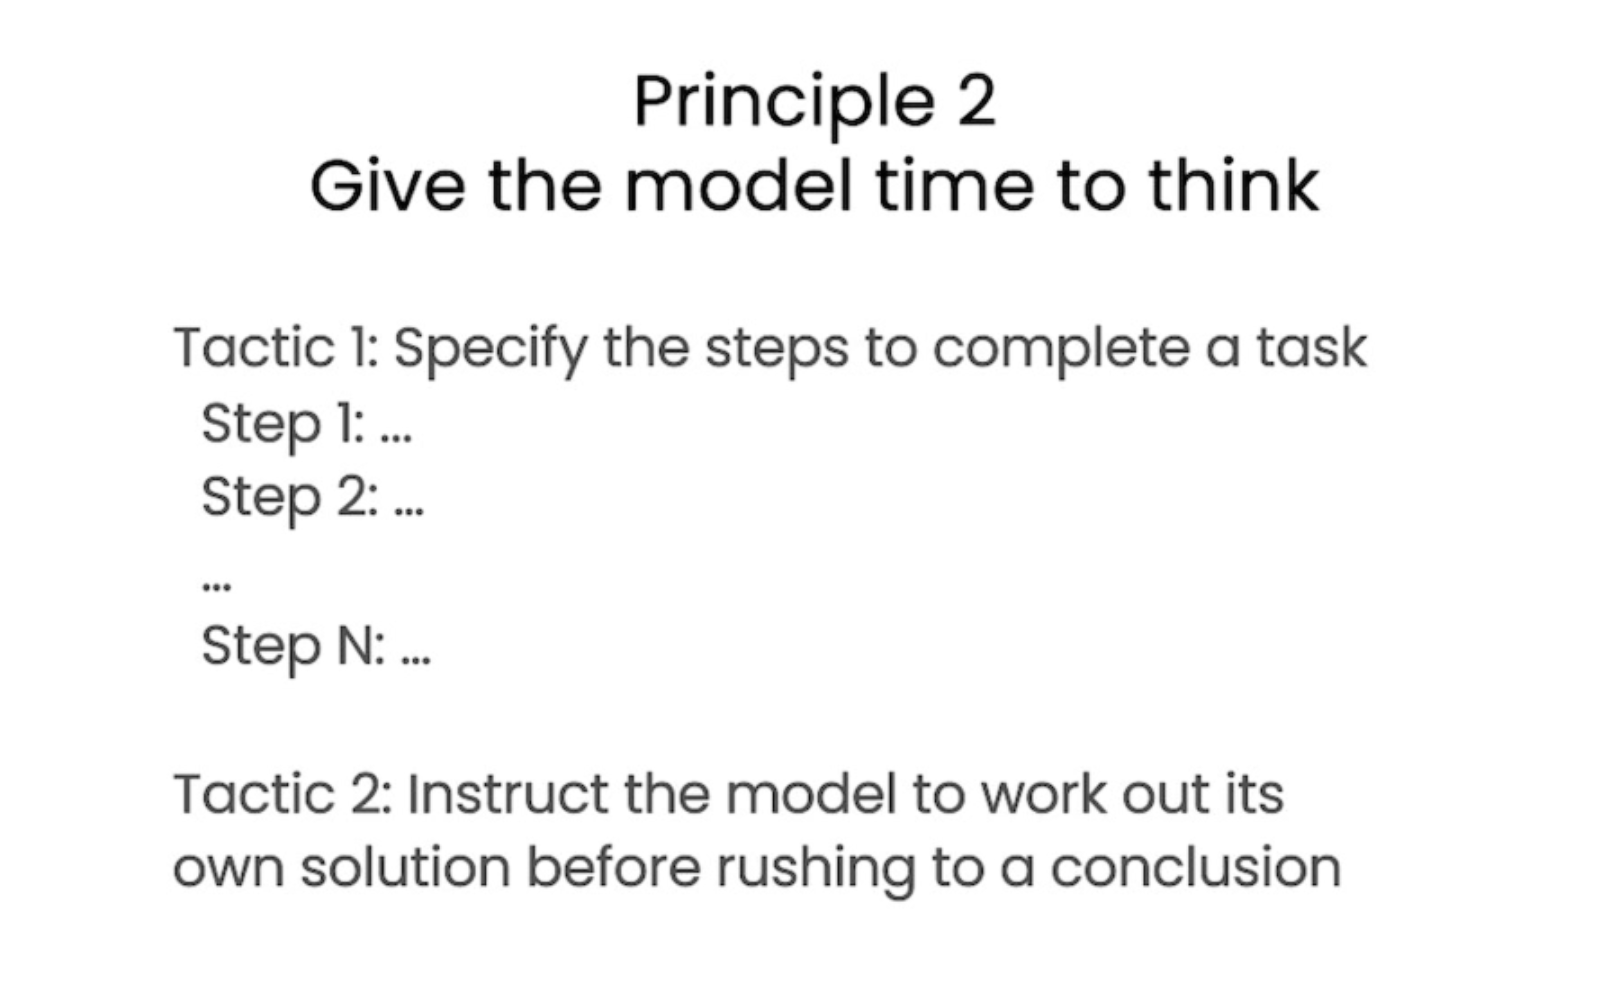 Principle 2
Give the model time to think
Tactic 1: Specify the steps to complete a task
Step 1: ...
Step 2: ...
...
Step N: ...
Tactic 2: Instruct the model to work out its
own solution before rushing to a conclusion